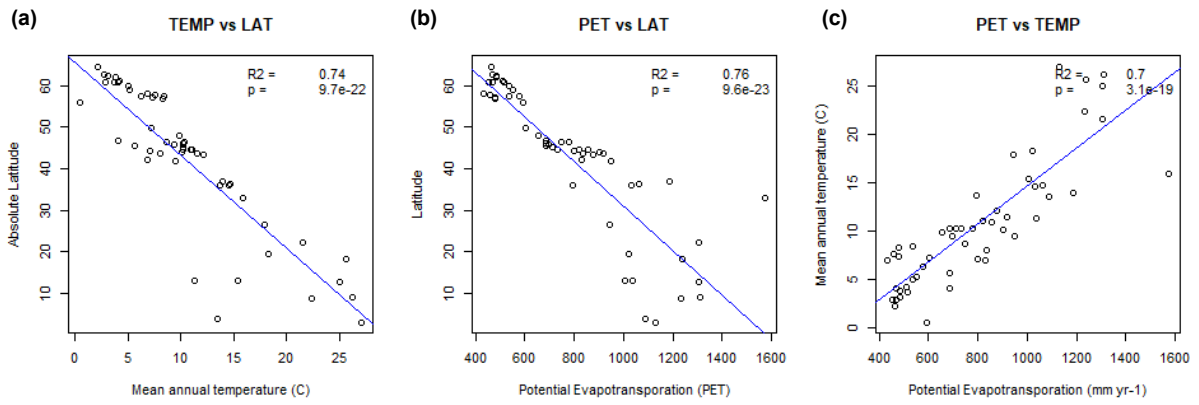 (a)
TEMP vs LAT
R2 = 0.74
p = 9.7e-22
Absolute Latitude
60
50
40
30
20
10
0 5 10 15 20 25
Mean annual temperature (C)
(b)
PET vs LAT
R2 = 0.76
p = 9.6e-23
Latitude
60
50
40
30
20
10
400 600 800 1000 1200 1400 1600
Potential Evapotransporation (PET)
(c)
PET vs TEMP
R2 = 0.7
p = 3.1e-19
Mean annual temperature (C)
25
20
15
10
5
0
400 600 800 1000 1200 1400 1600
Potential Evapotransporation (mm yr-1)